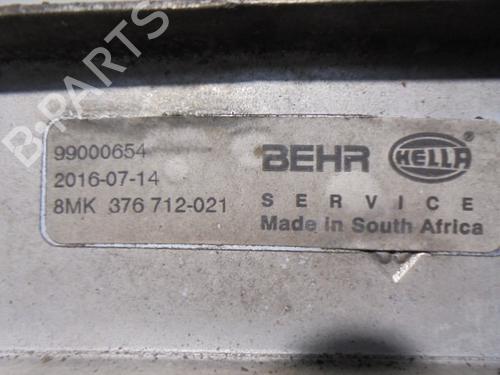 99000654
2016-07-14
8MK 376 712-021
BEHR HELLA
SERVICE
Made in South Africa
B-PARTS